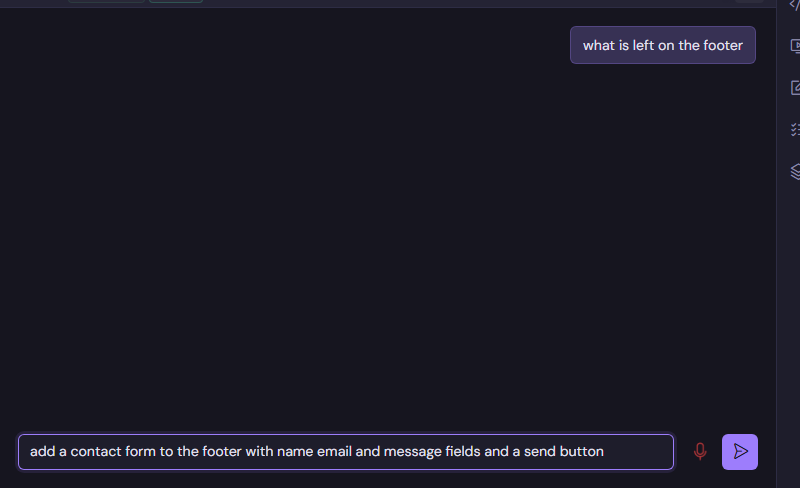 what is left on the footer
add a contact form to the footer with name email and message fields and a send button